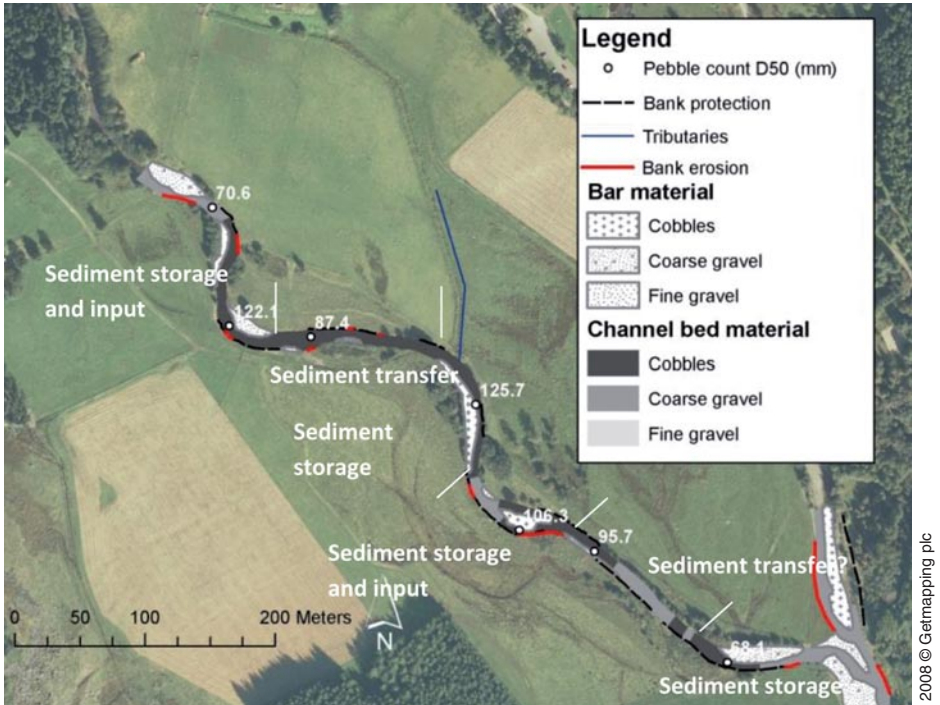 Legend
Pebble count D50 (mm)
Bank protection
Tributaries
Bank erosion
Bar material
Cobbles
Coarse gravel
Fine gravel
Channel bed material
Cobbles
Coarse gravel
Fine gravel
70.6
Sediment storage
and input
122.1
87.4
Sediment transfer
125.7
Sediment
storage
106.3
95.7
Sediment storage
and input
Sediment transfer?
0 50 100 200 Meters
N
68.1
Sediment storage
2008 © Getmapping plc